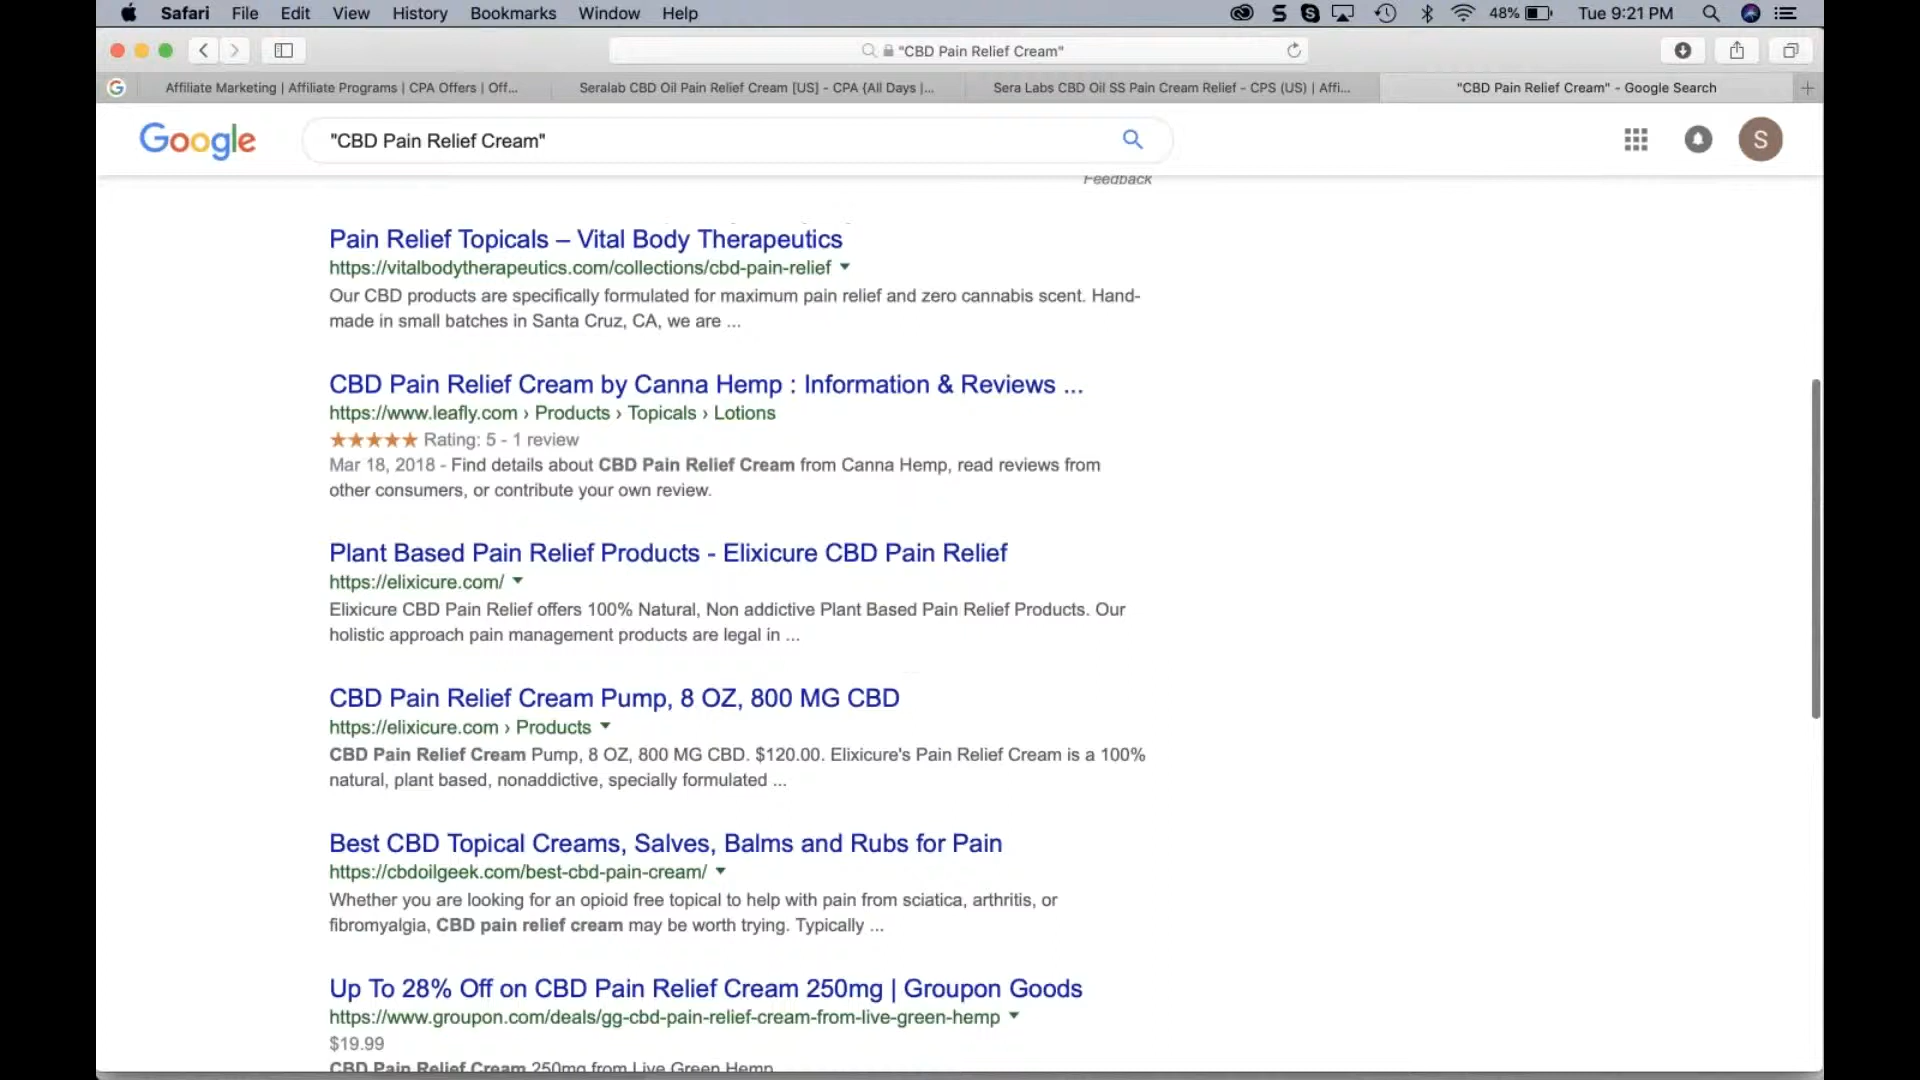 Safari File Edit View History Bookmarks Window Help 48% Tue 9:21 PM
"CBD Pain Relief Cream"
Affiliate Marketing | Affiliate Programs | CPA Offers | Off... Seralab CBD Oil Pain Relief Cream [US] - CPA {All Days |... Sera Labs CBD Oil SS Pain Cream Relief - CPS (US) | Affi... "CBD Pain Relief Cream" - Google Search
Google "CBD Pain Relief Cream" S
Feedback
Pain Relief Topicals – Vital Body Therapeutics
https://vitalbodytherapeutics.com/collections/cbd-pain-relief
Our CBD products are specifically formulated for maximum pain relief and zero cannabis scent. Hand-
made in small batches in Santa Cruz, CA, we are ...
CBD Pain Relief Cream by Canna Hemp : Information & Reviews ...
https://www.leafly.com › Products › Topicals › Lotions
★★★★★ Rating: 5 - 1 review
Mar 18, 2018 - Find details about CBD Pain Relief Cream from Canna Hemp, read reviews from
other consumers, or contribute your own review.
Plant Based Pain Relief Products - Elixicure CBD Pain Relief
https://elixicure.com/
Elixicure CBD Pain Relief offers 100% Natural, Non addictive Plant Based Pain Relief Products. Our
holistic approach pain management products are legal in ...
CBD Pain Relief Cream Pump, 8 OZ, 800 MG CBD
https://elixicure.com › Products
CBD Pain Relief Cream Pump, 8 OZ, 800 MG CBD. $120.00. Elixicure's Pain Relief Cream is a 100%
natural, plant based, nonaddictive, specially formulated ...
Best CBD Topical Creams, Salves, Balms and Rubs for Pain
https://cbdoilgeek.com/best-cbd-pain-cream/
Whether you are looking for an opioid free topical to help with pain from sciatica, arthritis, or
fibromyalgia, CBD pain relief cream may be worth trying. Typically ...
Up To 28% Off on CBD Pain Relief Cream 250mg | Groupon Goods
https://www.groupon.com/deals/gg-cbd-pain-relief-cream-from-live-green-hemp
$19.99
CBD Pain Relief Cream 250mg from Live Green Hemp